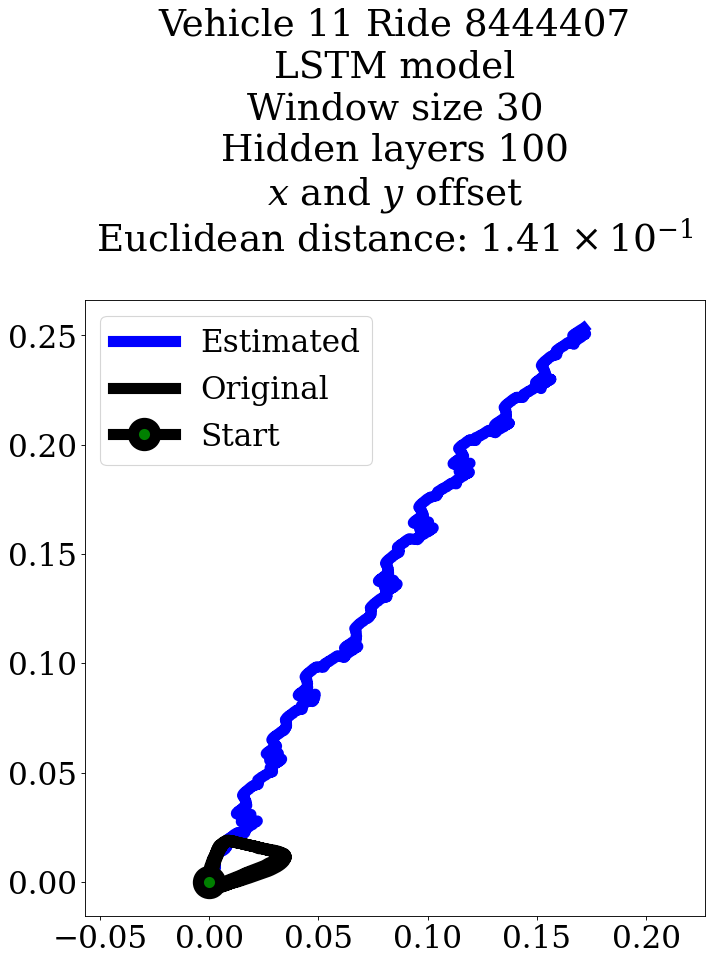 Vehicle 11 Ride 8444407
LSTM model
Window size 30
Hidden layers 100
x and y offset
Euclidean distance: 1.41 × 10⁻¹
Estimated
Original
Start
0.25
0.20
0.15
0.10
0.05
0.00
−0.05 0.00 0.05 0.10 0.15 0.20